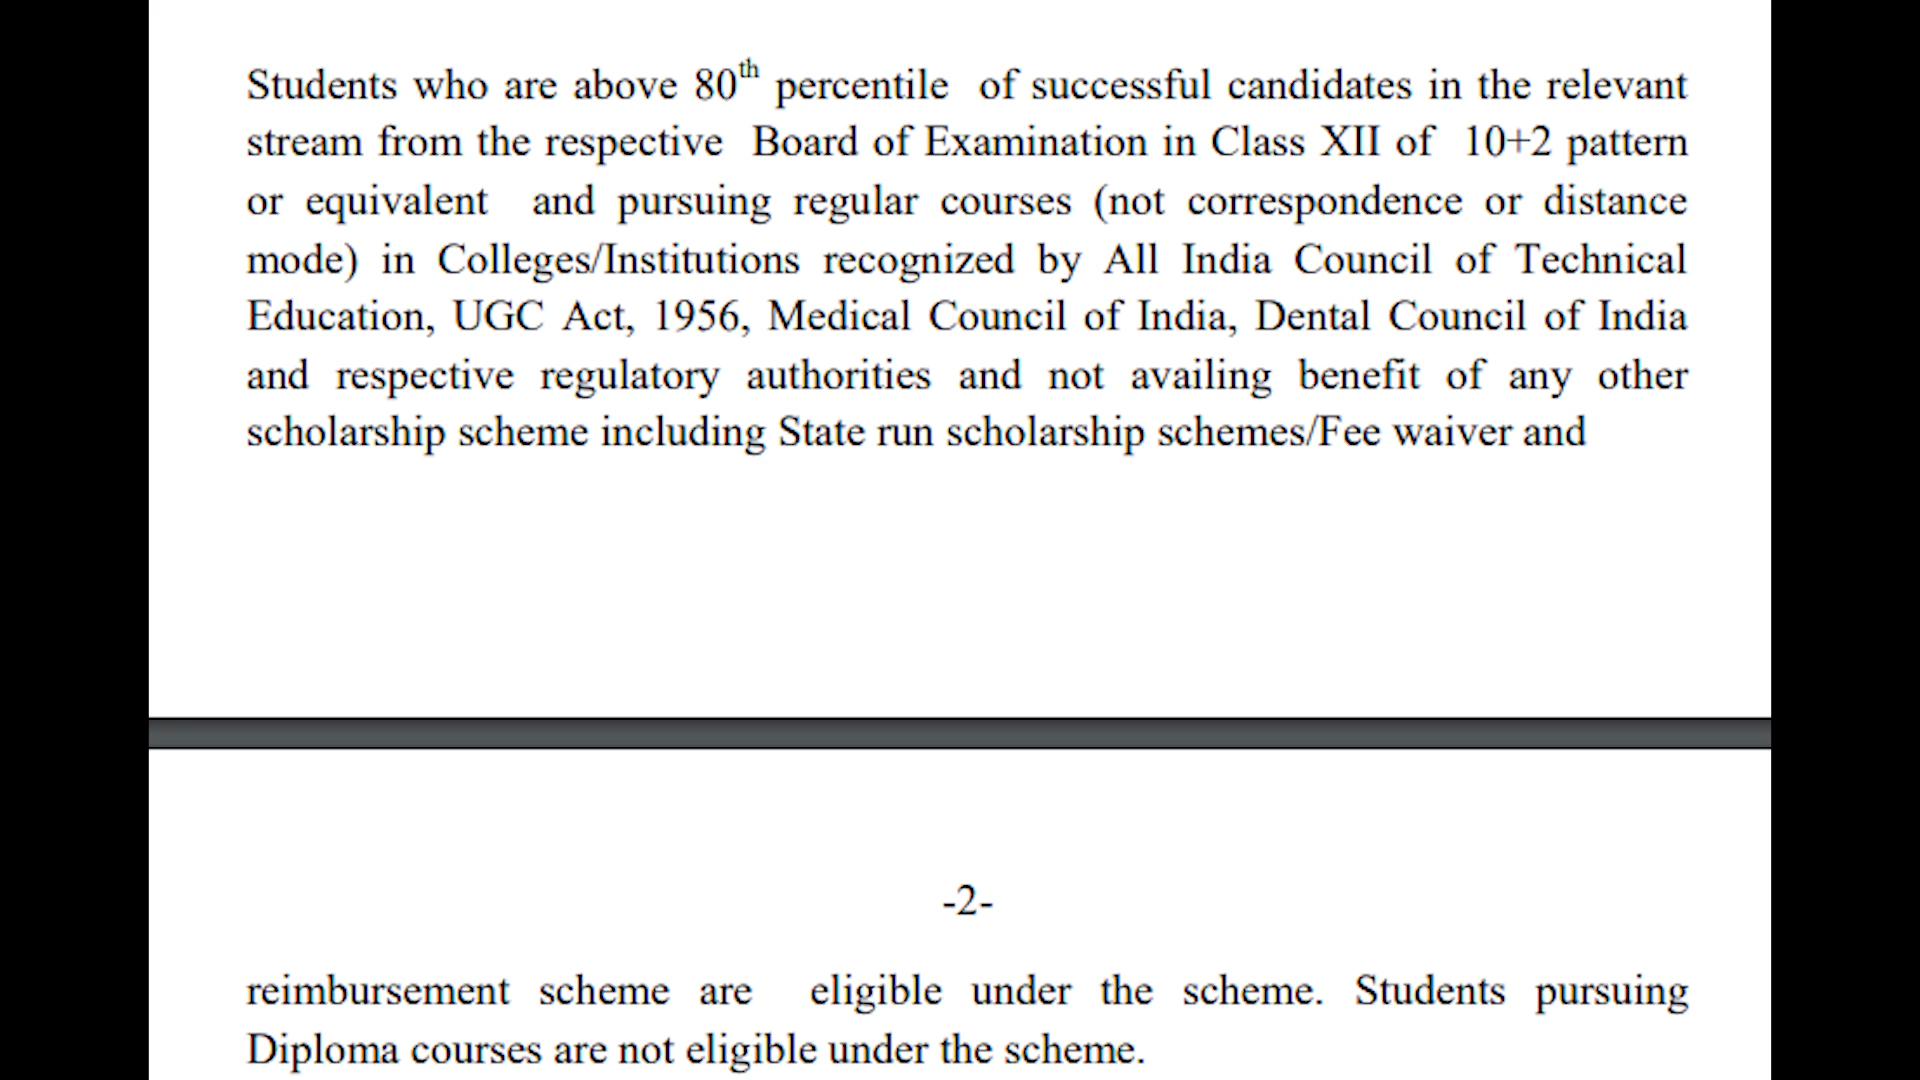 Students who are above 80th percentile of successful candidates in the relevant
stream from the respective Board of Examination in Class XII of 10+2 pattern
or equivalent and pursuing regular courses (not correspondence or distance
mode) in Colleges/Institutions recognized by All India Council of Technical
Education, UGC Act, 1956, Medical Council of India, Dental Council of India
and respective regulatory authorities and not availing benefit of any other
scholarship scheme including State run scholarship schemes/Fee waiver and
-2-
reimbursement scheme are eligible under the scheme. Students pursuing
Diploma courses are not eligible under the scheme.